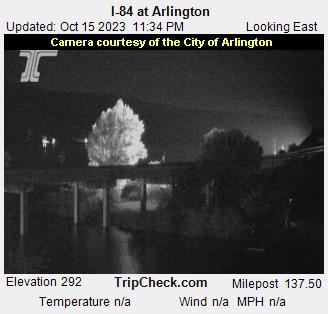 I-84 at Arlington
Updated: Oct 15 2023 11:34 PM Looking East
Camera courtesy of the City of Arlington
Elevation 292 TripCheck.com Milepost 137.50
Temperature n/a Wind n/a MPH n/a